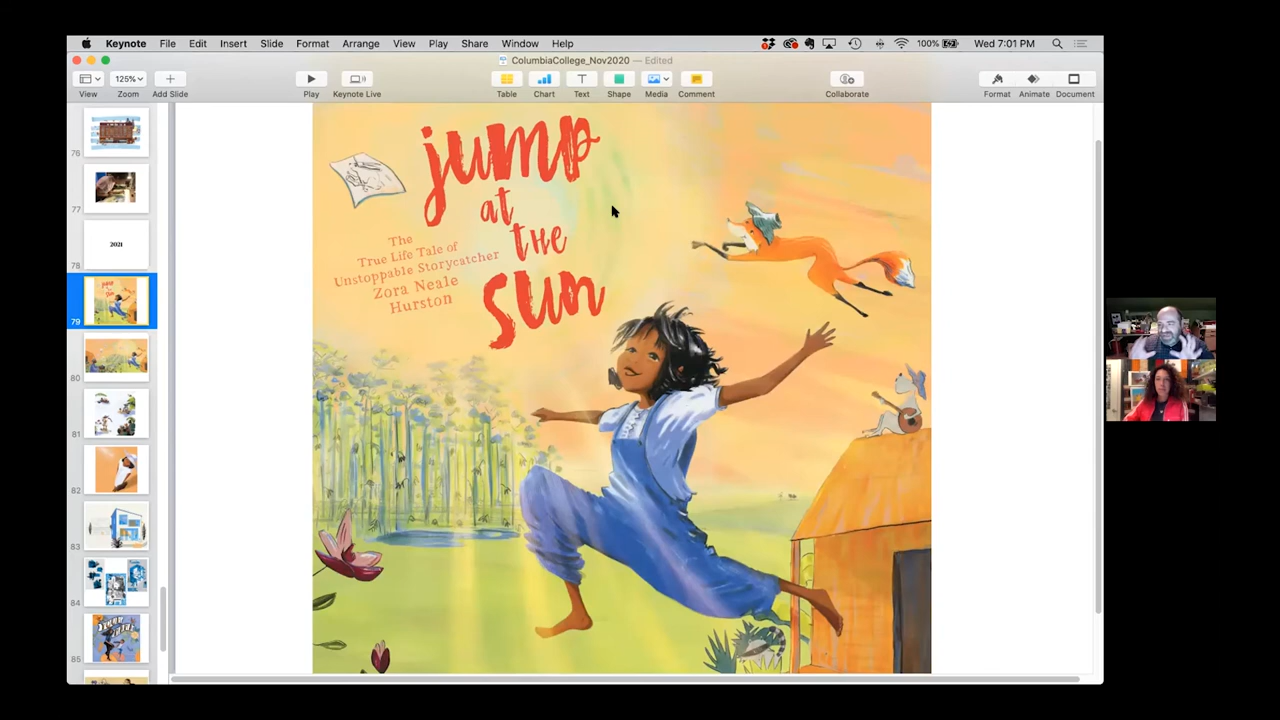 Keynote File Edit Insert Slide Format Arrange View Play Share Window Help 100% Wed 7:01 PM
ColumbiaCollege_Nov2020 — Edited
125%
View Zoom Add Slide Play Keynote Live Table Chart Text Shape Media Comment Collaborate Format Animate Document
76
77
2021
78
79
80
81
82
83
84
85
jump
at
the
sun
The
True Life Tale of
Unstoppable Storycatcher
Zora Neale
Hurston